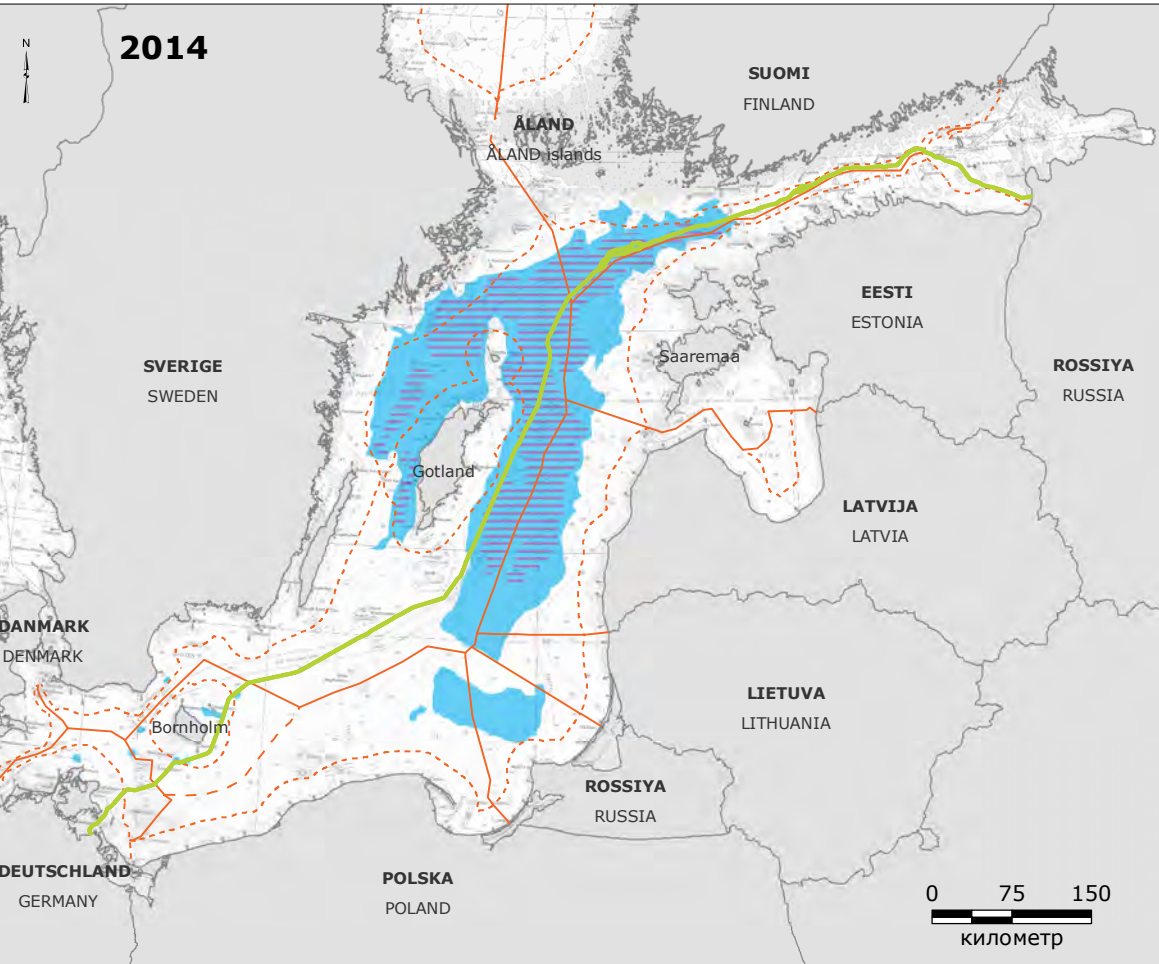 N
2014
SUOMI
FINLAND
ÅLAND
ÅLAND islands
EESTI
ESTONIA
SVERIGE
SWEDEN
Saaremaa
ROSSIYA
RUSSIA
Gotland
LATVIJA
LATVIA
DANMARK
DENMARK
LIETUVA
LITHUANIA
Bornholm
ROSSIYA
RUSSIA
DEUTSCHLAND
GERMANY
POLSKA
POLAND
0 75 150
километр